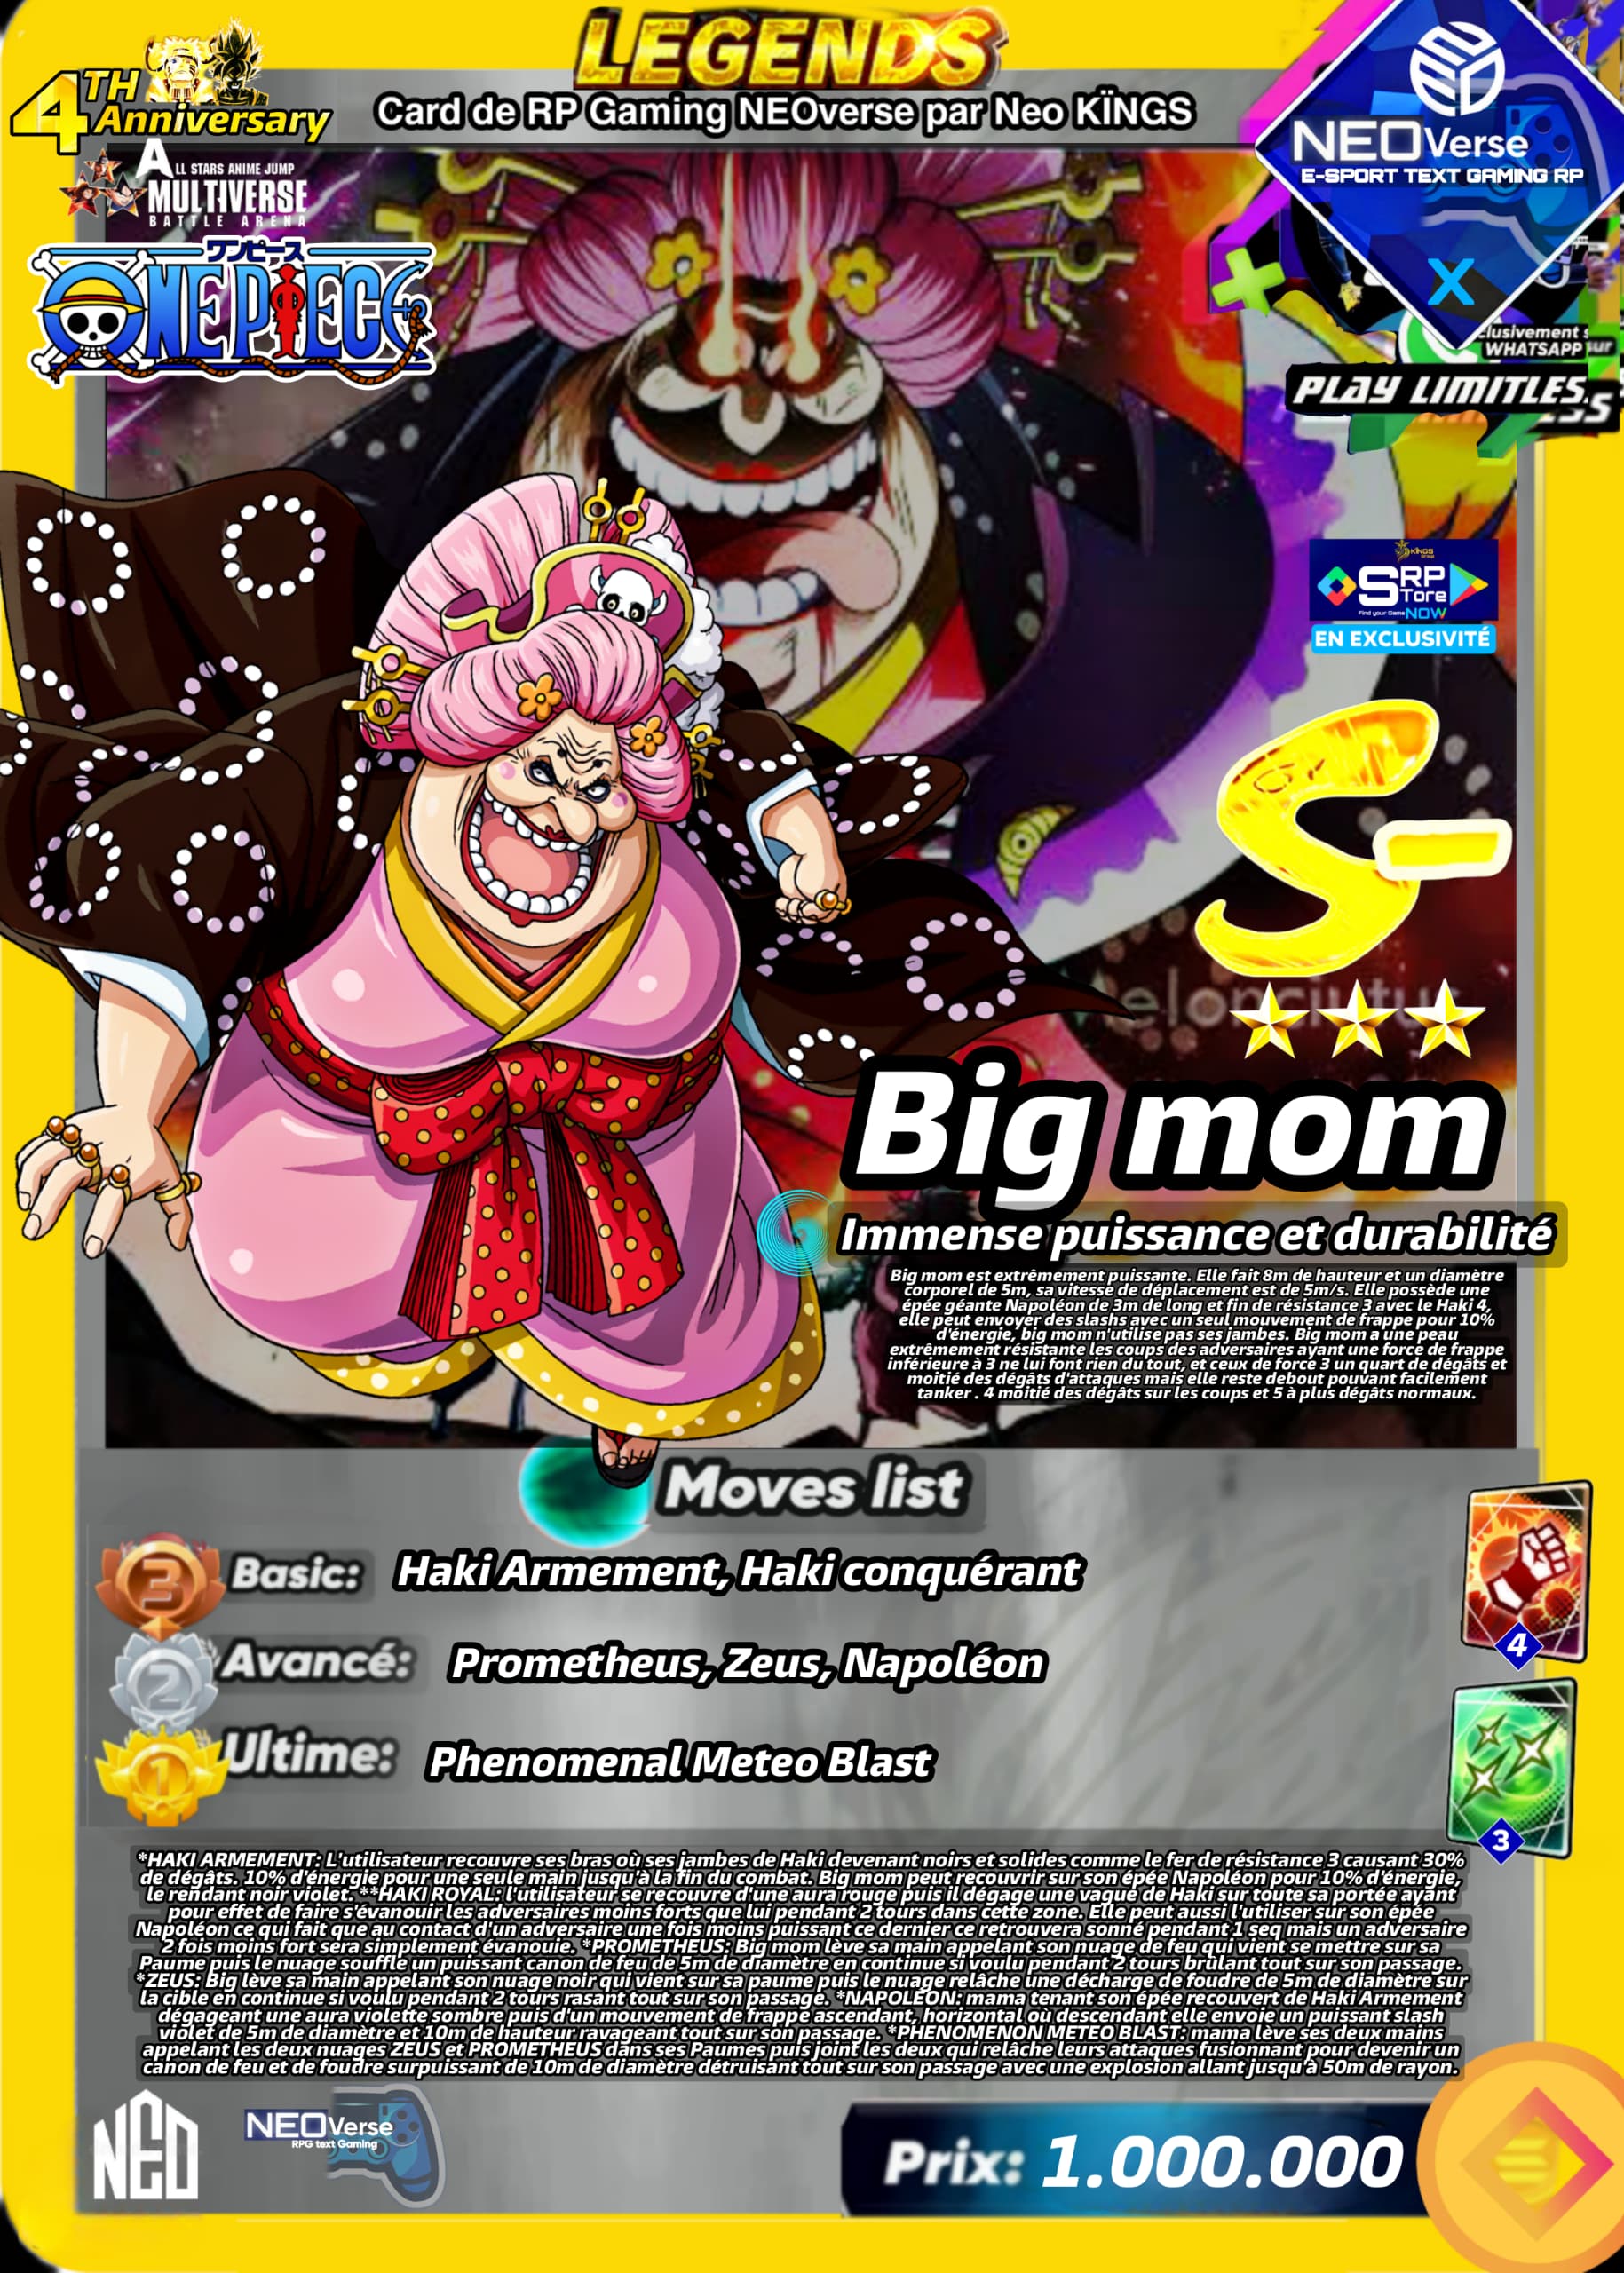 LEGENDS
4TH Anniversary
Card de RP Gaming NEOverse par Neo KÏNGS
NEOVerse
E-SPORT TEXT GAMING RP
X
ALL STARS ANIME JUMP
MULTIVERSE
BATTLE ARENA
ワンピース
ONE PIECE
clusivement s
WHATSAPP sur
PLAY LIMITLES
KINGS
SRP
Tore
Find your Game NOW
EN EXCLUSIVITÉ
S-
Big mom
Immense puissance et durabilité
Big mom est extrêmement puissante. Elle fait 8m de hauteur et un diamètre
corporel de 5m, sa vitesse de déplacement est de 5m/s. Elle possède une
épée géante Napoléon de 3m de long et fin de résistance 3 avec le Haki 4,
elle peut envoyer des slashs avec un seul mouvement de frappe pour 10%
d'énergie, big mom n'utilise pas ses jambes. Big mom a une peau
extrêmement résistante les coups des adversaires ayant une force de frappe
inférieure à 3 ne lui font rien du tout, et ceux de force 3 un quart de dégâts et
moitié des dégâts d'attaques mais elle reste debout pouvant facilement
tanker . 4 moitié des dégâts sur les coups et 5 à plus dégâts normaux.
Moves list
3 Basic: Haki Armement, Haki conquérant
4
2 Avancé: Prometheus, Zeus, Napoléon
1 Ultime: Phenomenal Meteo Blast
3
*HAKI ARMEMENT: L'utilisateur recouvre ses bras où ses jambes de Haki devenant noirs et solides comme le fer de résistance 3 causant 30%
de dégâts. 10% d'énergie pour une seule main jusqu'à la fin du combat. Big mom peut recouvrir sur son épée Napoléon pour 10% d'énergie,
le rendant noir violet. **HAKI ROYAL: l'utilisateur se recouvre d'une aura rouge puis il dégage une vague de Haki sur toute sa portée ayant
pour effet de faire s'évanouir les adversaires moins forts que lui pendant 2 tours dans cette zone. Elle peut aussi l'utiliser sur son épée
Napoléon ce qui fait que au contact d'un adversaire une fois moins puissant ce dernier ce retrouvera sonné pendant 1 seq mais un adversaire
2 fois moins fort sera simplement évanouie. *PROMETHEUS: Big mom lève sa main appelant son nuage de feu qui vient se mettre sur sa
Paume puis le nuage souffle un puissant canon de feu de 5m de diamètre en continue si voulu pendant 2 tours brûlant tout sur son passage.
*ZEUS: Big lève sa main appelant son nuage noir qui vient sur sa paume puis le nuage relâche une décharge de foudre de 5m de diamètre sur
la cible en continue si voulu pendant 2 tours rasant tout sur son passage. *NAPOLEON: mama tenant son épée recouvert de Haki Armement
dégageant une aura violette sombre puis d'un mouvement de frappe ascendant, horizontal où descendant elle envoie un puissant slash
violet de 5m de diamètre et 10m de hauteur ravageant tout sur son passage. *PHENOMENON METEO BLAST: mama lève ses deux mains
appelant les deux nuages ZEUS et PROMETHEUS dans ses Paumes puis joint les deux qui relâche leurs attaques fusionnant pour devenir un
canon de feu et de foudre surpuissant de 10m de diamètre détruisant tout sur son passage avec une explosion allant jusqu'à 50m de rayon.
NEO
NEOVerse
RPG text Gaming
Prix: 1.000.000